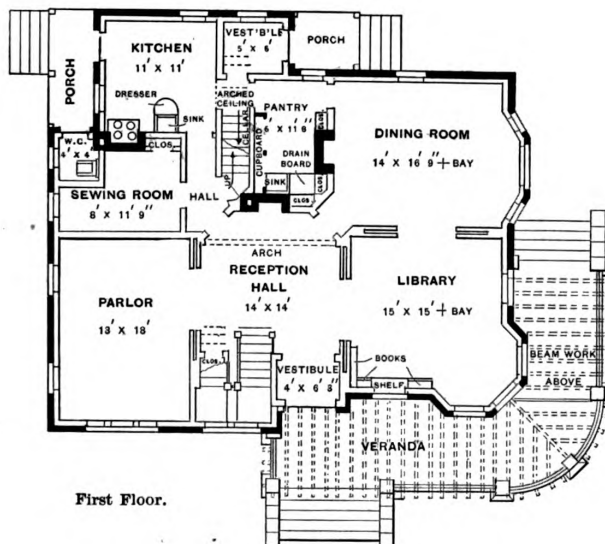 KITCHEN
11' X 11'
VEST'B'LE
5' X 6'
PORCH
PORCH
DRESSER
SINK
CLOS
ARCHED
CEILING
CELLAR
UP
PANTRY
CLOS
CUPBOARD
DRAIN
BOARD
SINK
CLOS
CLOS
DINING ROOM
14' X 16' 9" + BAY
W.C.
4' X 4'
SEWING ROOM
8' X 11' 9"
HALL
ARCH
RECEPTION
HALL
14' X 14'
PARLOR
13' X 18'
LIBRARY
15' X 15' + BAY
CLOS
VESTIBULE
4' X 6' 3"
BOOKS
SHELF
BEAM WORK
ABOVE
VERANDA
First Floor.